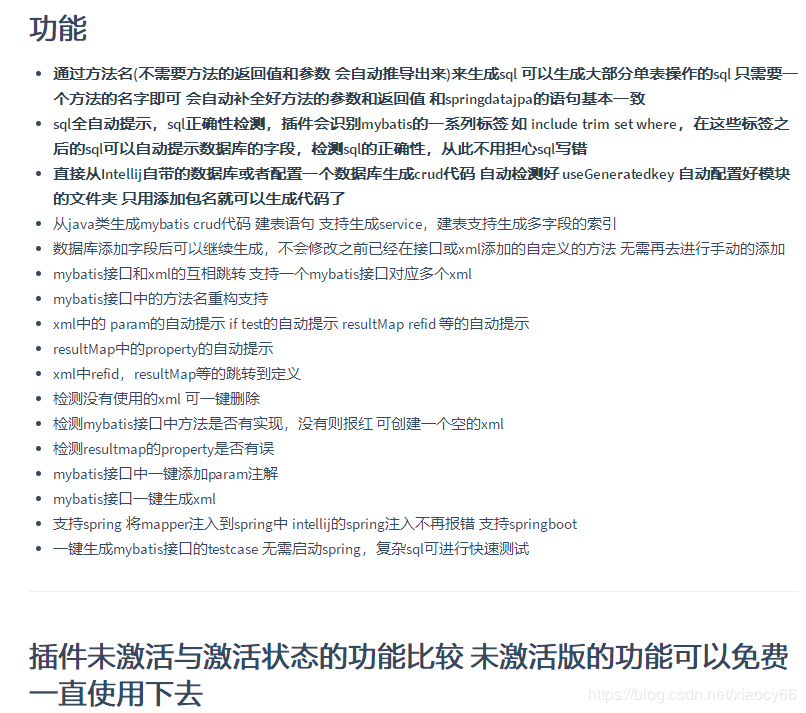 功能
通过方法名(不需要方法的返回值和参数 会自动推导出来)来生成sql 可以生成大部分单表操作的sql 只需要一
个方法的名字即可 会自动补全好方法的参数和返回值 和springdatajpa的语句基本一致
sql全自动提示，sql正确性检测，插件会识别mybatis的一系列标签 如 include trim set where，在这些标签之
后的sql可以自动提示数据库的字段，检测sql的正确性，从此不用担心sql写错
直接从Intellij自带的数据库或者配置一个数据库生成crud代码 自动检测好 useGeneratedkey 自动配置好模块
的文件夹 只用添加包名就可以生成代码了
从java类生成mybatis crud代码 建表语句 支持生成service，建表支持生成多字段的索引
数据库添加字段后可以继续生成，不会修改之前已经在接口或xml添加的自定义的方法 无需再去进行手动的添加
mybatis接口和xml的互相跳转 支持一个mybatis接口对应多个xml
mybatis接口中的方法名重构支持
xml中的 param的自动提示 if test的自动提示 resultMap refid 等的自动提示
resultMap中的property的自动提示
xml中refid，resultMap等的跳转到定义
检测没有使用的xml 可一键删除
检测mybatis接口中方法是否有实现，没有则报红 可创建一个空的xml
检测resultmap的property是否有误
mybatis接口中一键添加param注解
mybatis接口一键生成xml
支持spring 将mapper注入到spring中 intellij的spring注入不再报错 支持springboot
一键生成mybatis接口的testcase 无需启动spring，复杂sql可进行快速测试
插件未激活与激活状态的功能比较 未激活版的功能可以免费
一直使用下去
https://blog.csdn.net/xiaocy66